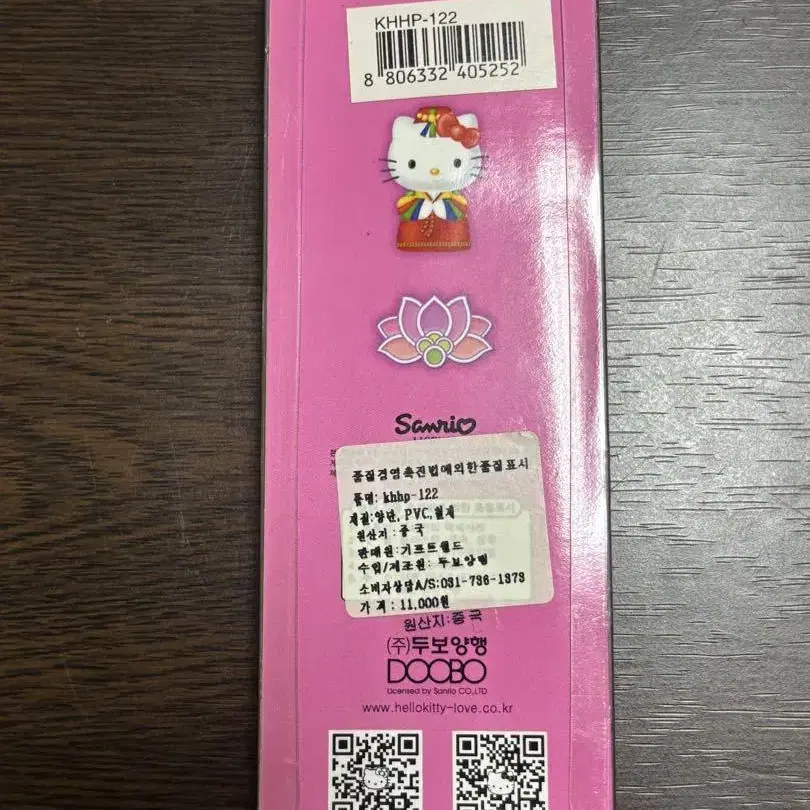 KHHP-122
8 806332 405252
Sanrio
품질경영촉진법에의한품질표시
품명: khhp-122
재질:양단, PVC,철제
원산지 : 중국
판매원:기프트월드
수입/제조원: 두보양행
소비자상담A/S:031-736-1373
가 격 : 11,000원
원산지:중국
(주)두보양행
DOOBO
Licensed by Sanrio CO.,LTD
www.hellokitty-love.co.kr